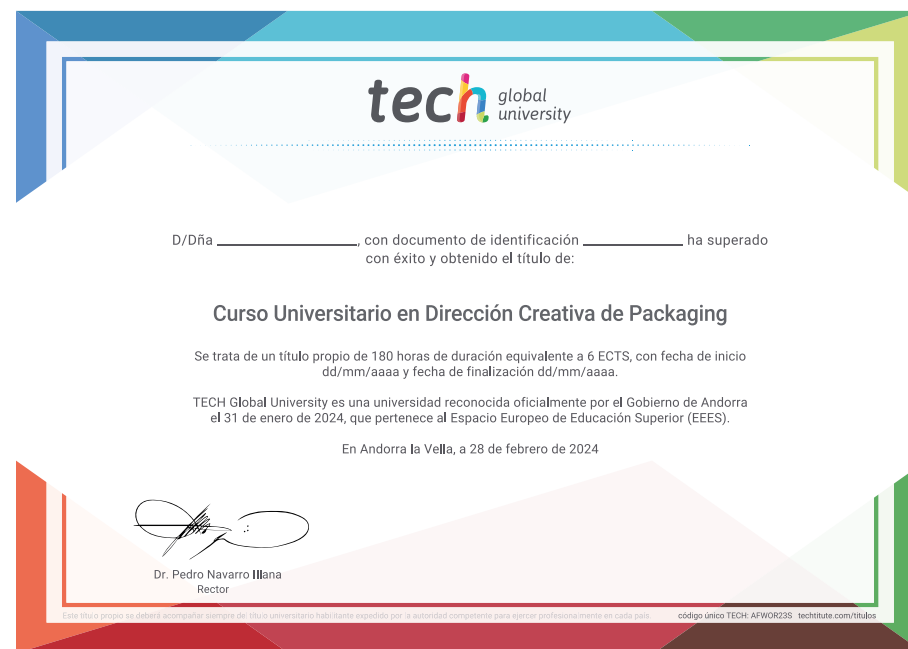 tech global
university
D/Dña ____________________, con documento de identificación ______________ ha superado
con éxito y obtenido el título de:
Curso Universitario en Dirección Creativa de Packaging
Se trata de un título propio de 180 horas de duración equivalente a 6 ECTS, con fecha de inicio
dd/mm/aaaa y fecha de finalización dd/mm/aaaa.
TECH Global University es una universidad reconocida oficialmente por el Gobierno de Andorra
el 31 de enero de 2024, que pertenece al Espacio Europeo de Educación Superior (EEES).
En Andorra la Vella, a 28 de febrero de 2024
Dr. Pedro Navarro Illana
Rector
Este título propio se deberá acompañar siempre del título universitario habilitante expedido por la autoridad competente para ejercer profesionalmente en cada país código único TECH: AFWOR23S techtitute.com/titulos